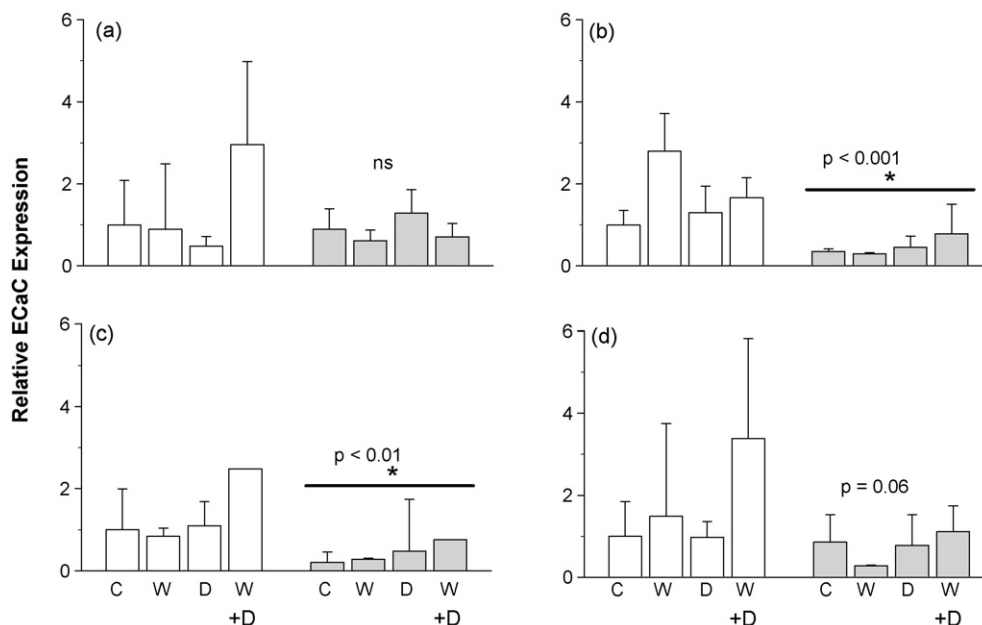 Relative ECaC Expression
(a)
6
4
2
0
ns
(b)
6
4
2
0
p < 0.001
*
(c)
6
4
2
0
p < 0.01
*
C W D W C W D W
+D +D
(d)
6
4
2
0
p = 0.06
C W D W C W D W
+D +D